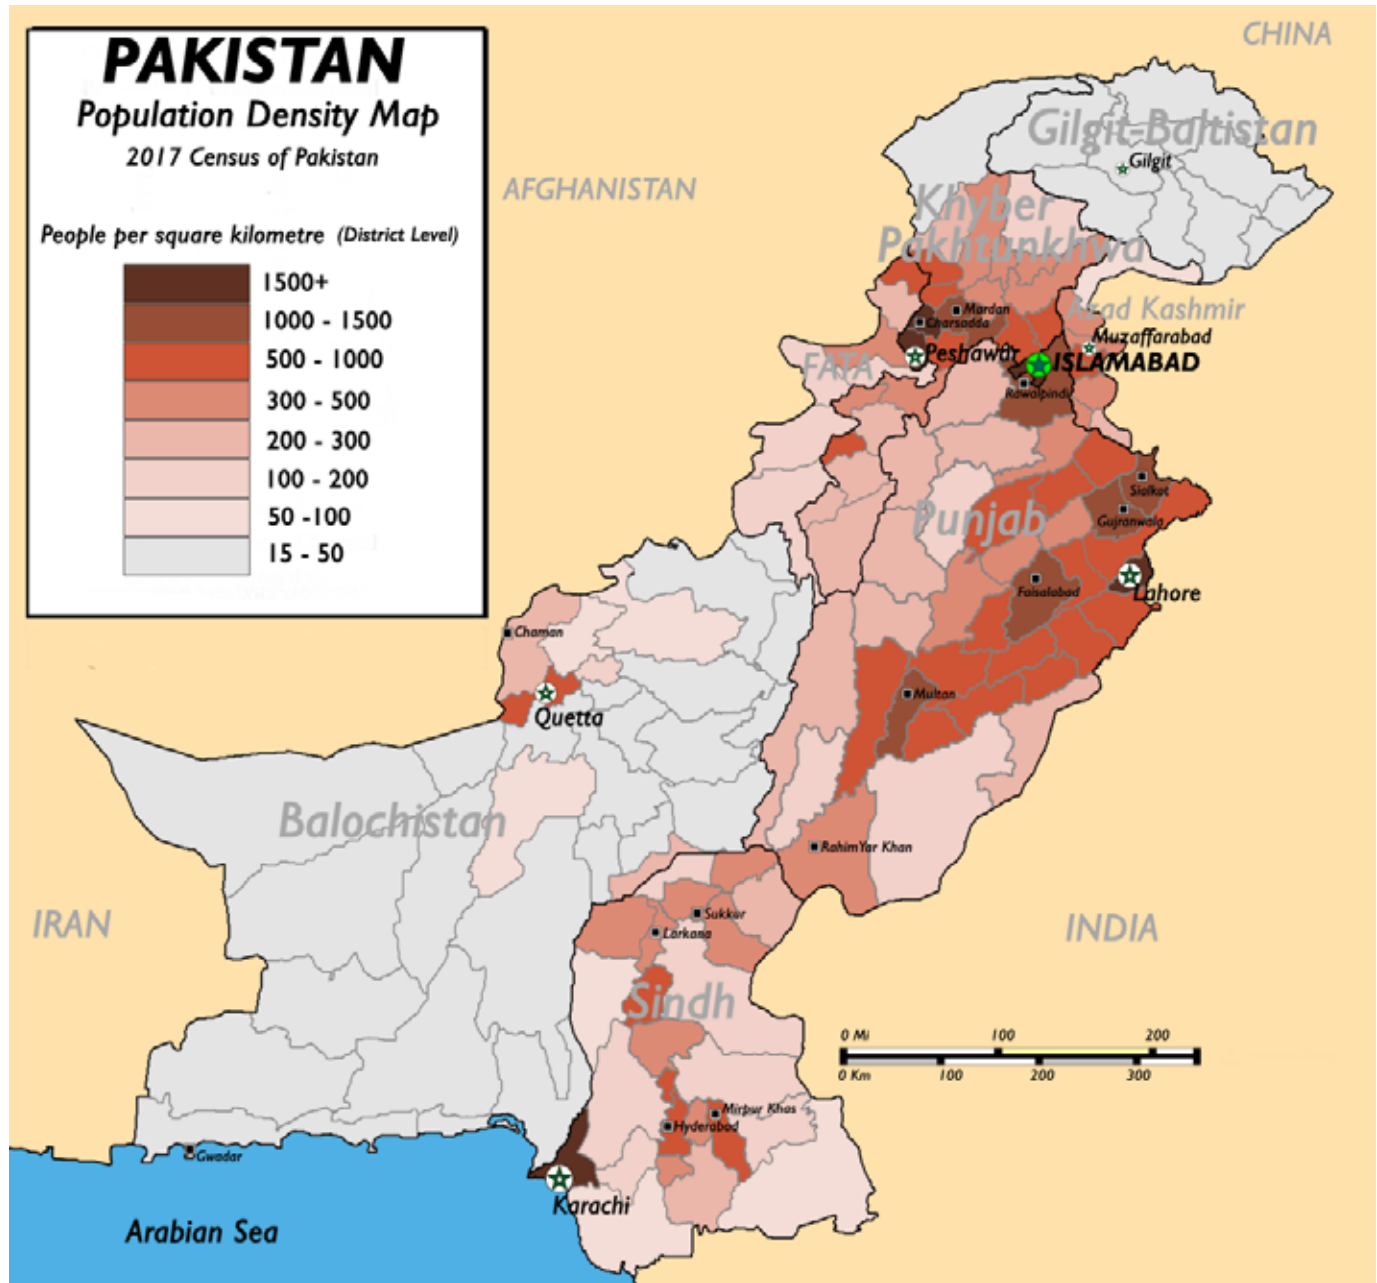 PAKISTAN
Population Density Map
2017 Census of Pakistan
People per square kilometre (District Level)
1500+
1000 - 1500
500 - 1000
300 - 500
200 - 300
100 - 200
50 -100
15 - 50
CHINA
Gilgit-Baltistan
Gilgit
AFGHANISTAN
Khyber
Pakhtunkhwa
Azad Kashmir
Mardan
Charsadda
Muzaffarabad
Peshawar
ISLAMABAD
FATA
Rawalpindi
Sialkot
Punjab
Gujranwala
Faisalabad
Lahore
Chaman
Multan
Quetta
Balochistan
RahimYar Khan
IRAN
Sukkur
INDIA
Larkana
Sindh
0 Mi 100 200
0 Km 100 200 300
Mirpur Khas
Hyderabad
Gwadar
Karachi
Arabian Sea